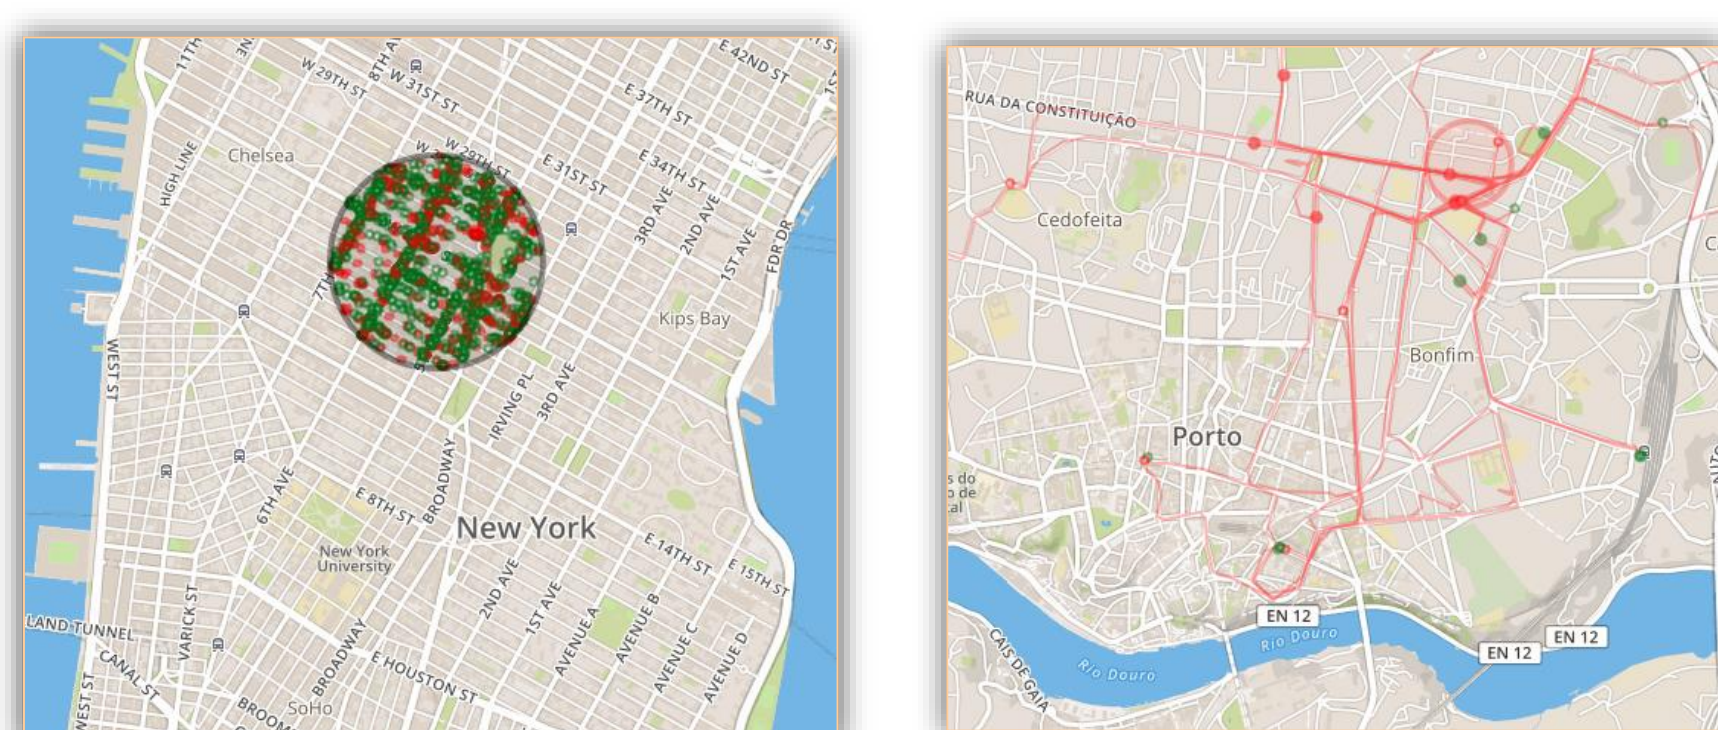 11TH
8TH AV
W 29TH ST
W 31ST ST
E 42ND ST
E 37TH ST
Chelsea
HIGH LINE
W 29TH ST
E 31ST ST
E 34TH ST
3RD AVE
2ND AVE
1ST AVE
FDR DR
7TH
Kips Bay
WEST ST
IRVING PL
3RD AVE
BROADWAY
6TH AVE
E 8TH ST
New York
New York
University
E 14TH ST
E 15TH ST
2ND AVE
1ST AVE
AVENUE A
AVENUE B
AVENUE C
AVENUE D
LAND TUNNEL
VARICK ST
CANAL ST
BROADWAY
E HOUSTON ST
SoHo
WEST ST
BROOM
RUA DA CONSTITUIÇÃO
Cedofeita
Bonfim
Porto
s do
o de
al
EN 12
EN 12
EN 12
Rio Douro
Rio Douro
CAIS DE GAIA